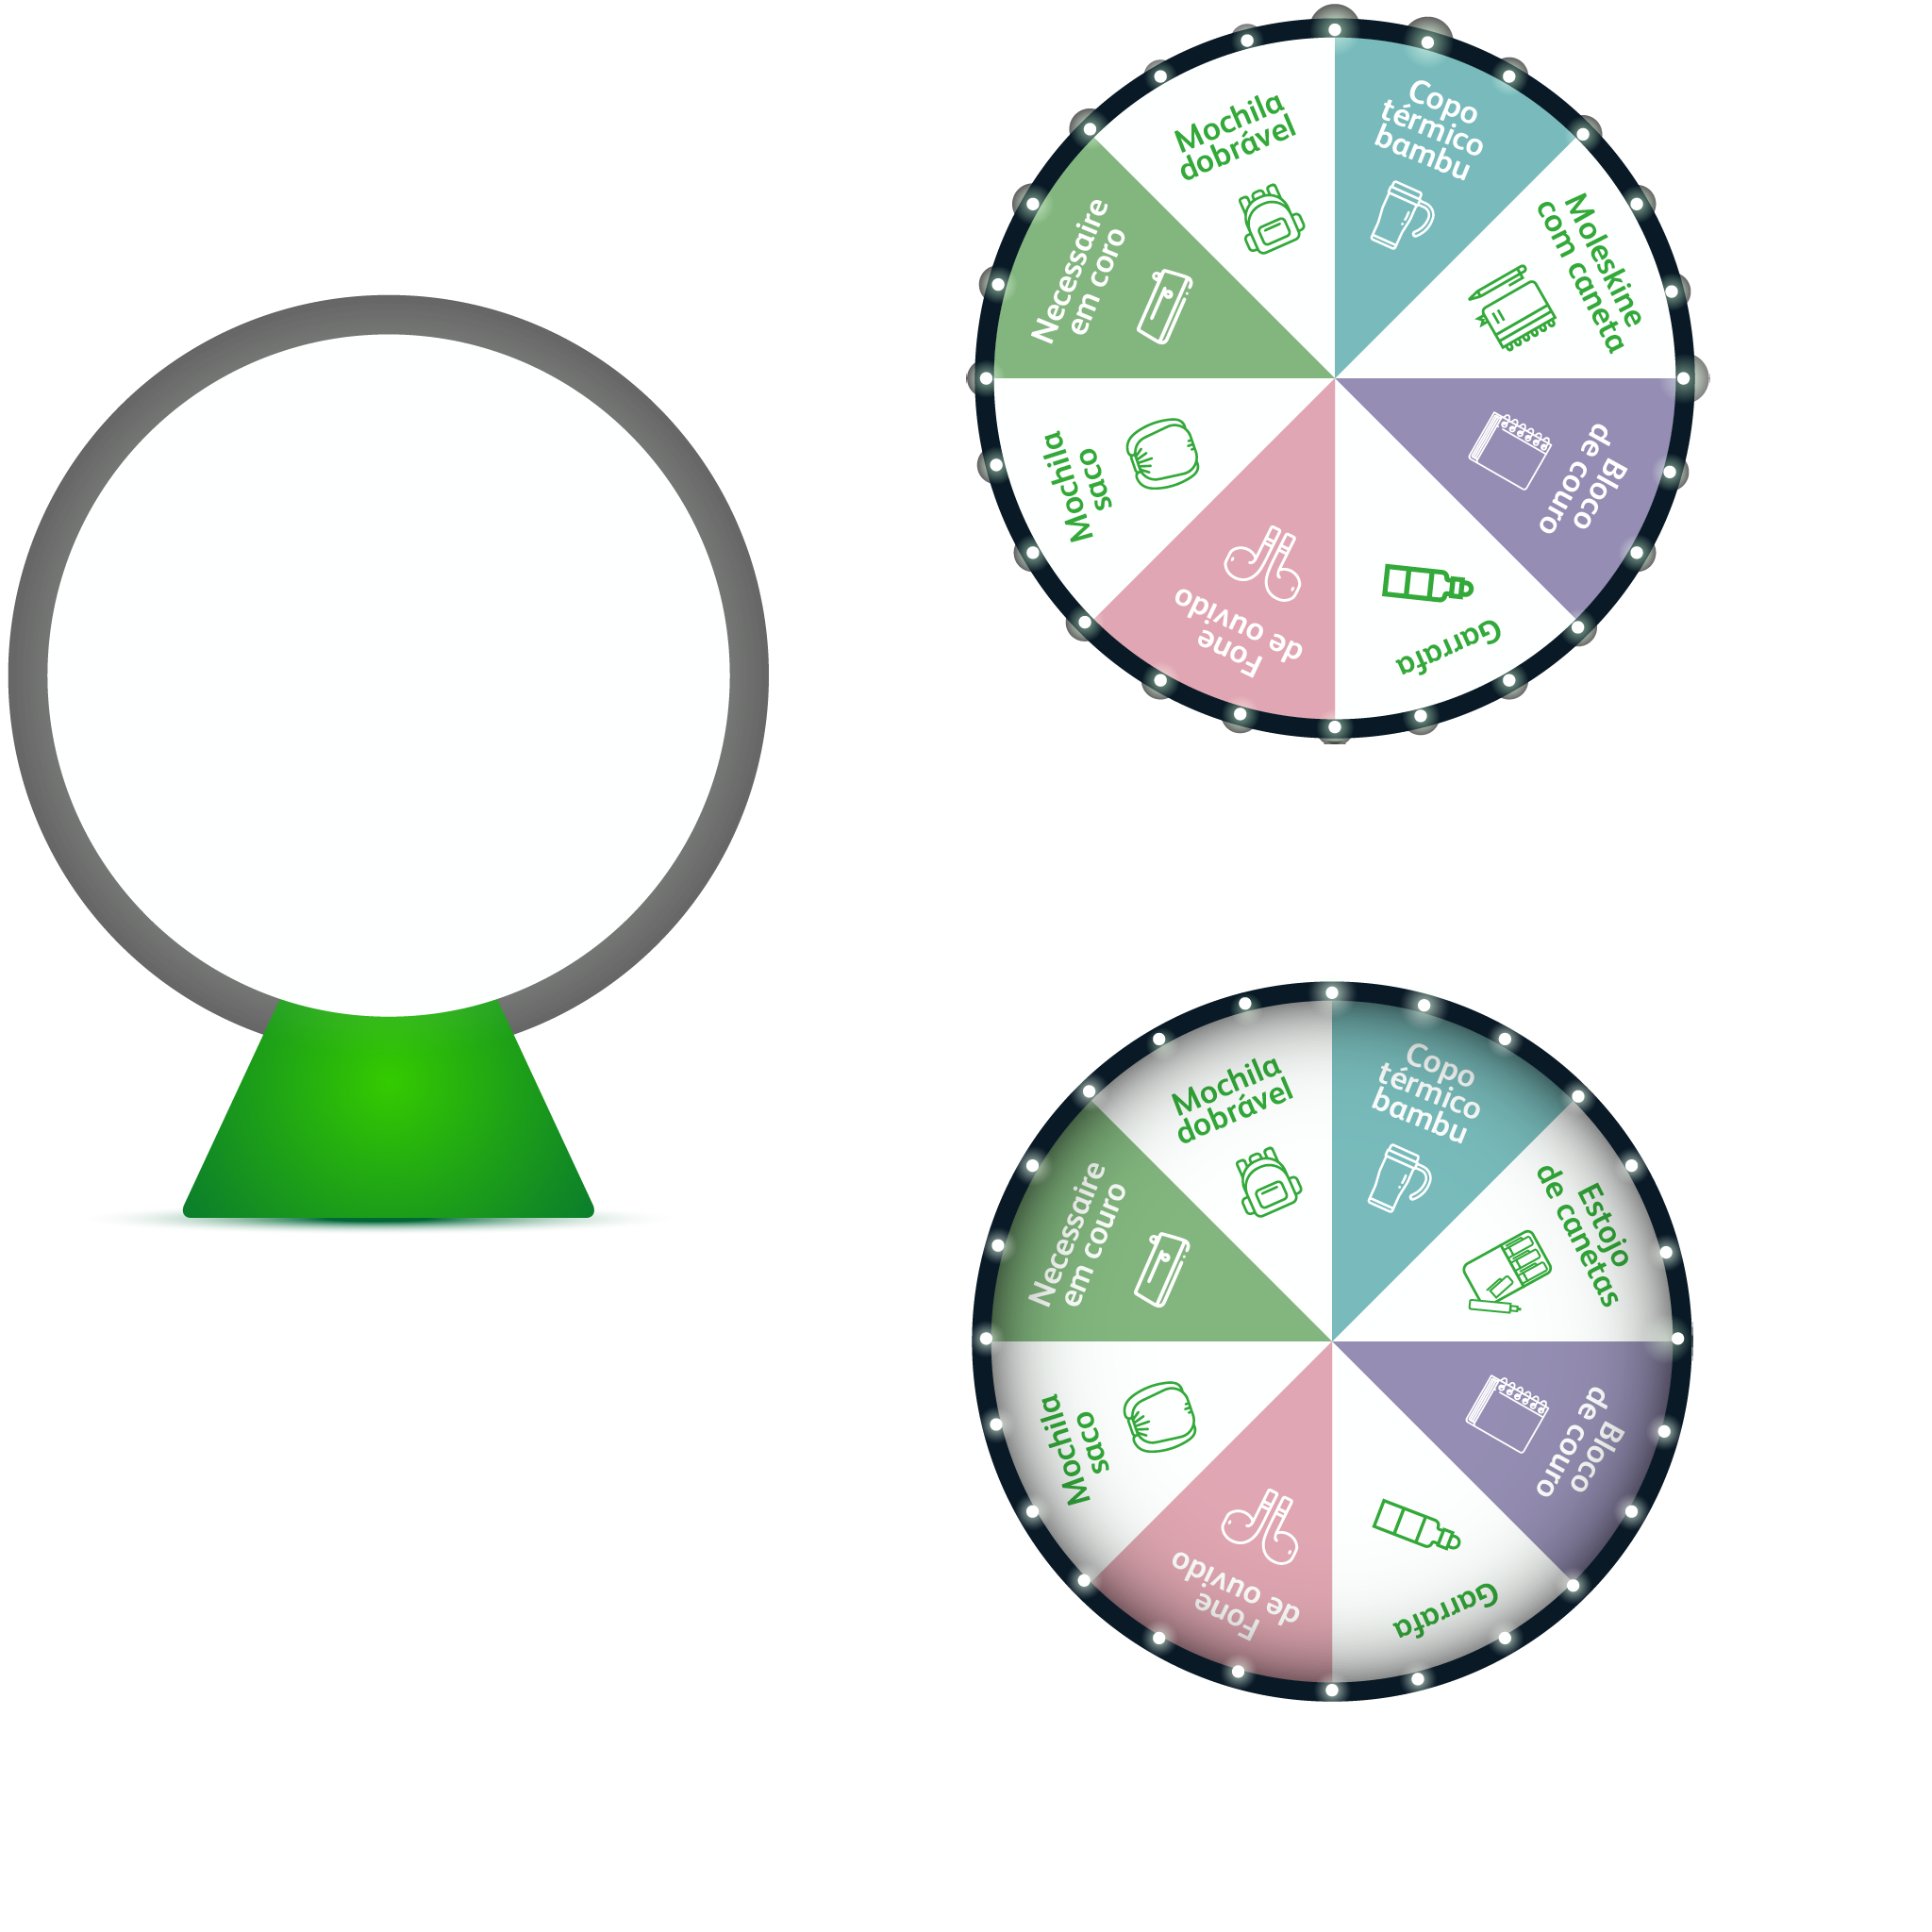 Mochila
dobrável
Copo
térmico
bambu
Moleskine
com caneta
Bloco
de couro
Garrafa
Fone
de ouvido
Mochila
saco
Necessaire
em coro
Mochila
dobrável
Copo
térmico
bambu
Estojo
de canetas
Bloco
de couro
Garrafa
Fone
de ouvido
Mochila
saco
Necessaire
em couro